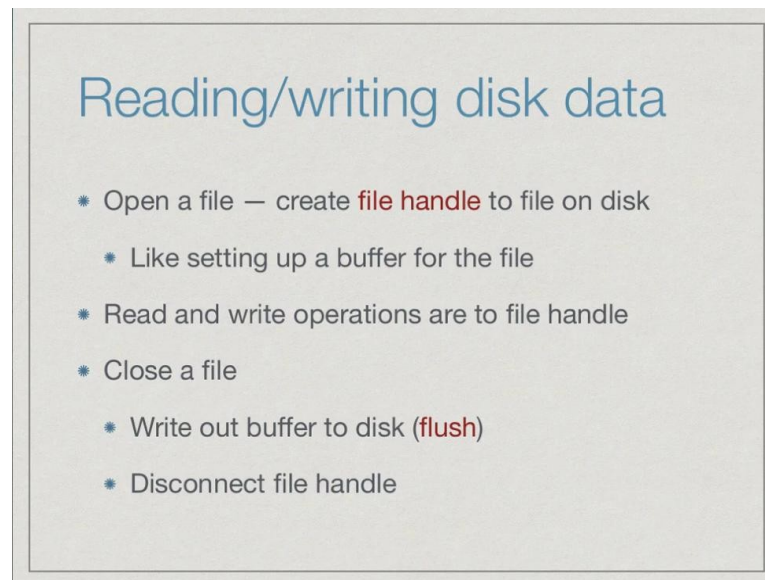 Reading/writing disk data
Open a file — create file handle to file on disk
Like setting up a buffer for the file
Read and write operations are to file handle
Close a file
Write out buffer to disk (flush)
Disconnect file handle